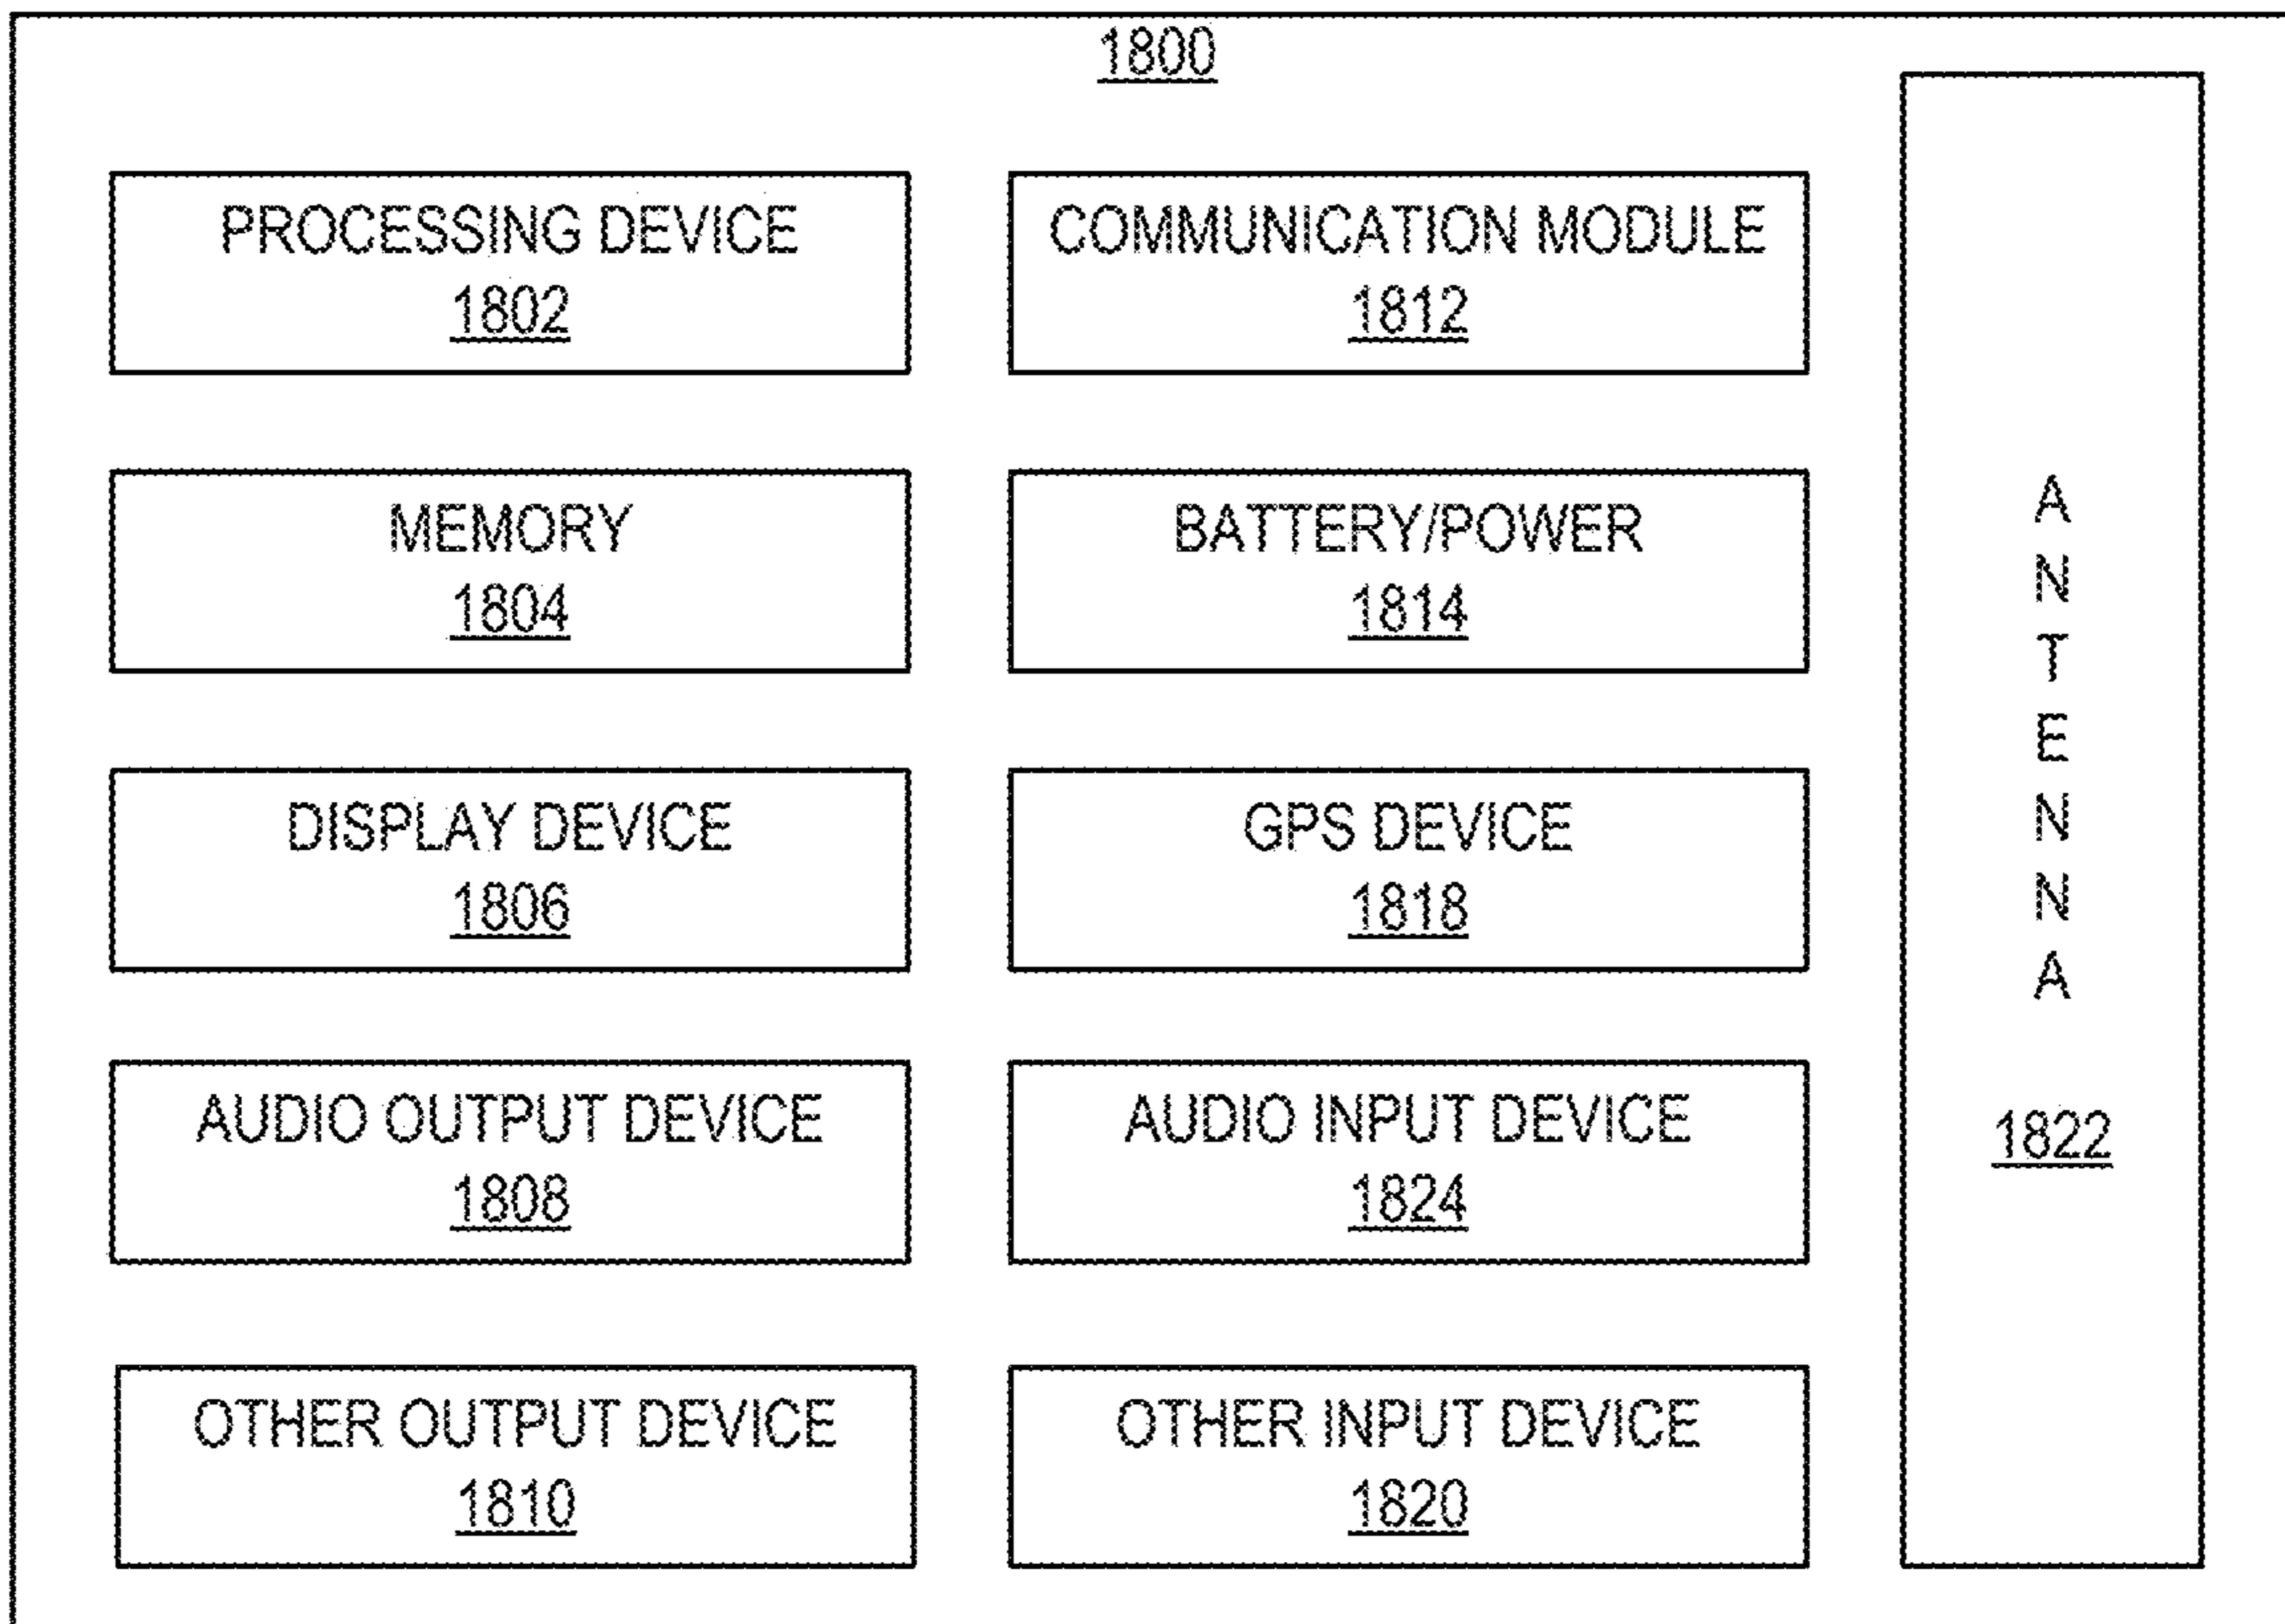 1800
PROCESSING DEVICE
1802
COMMUNICATION MODULE
1812
MEMORY
1804
BATTERY/POWER
1814
DISPLAY DEVICE
1806
GPS DEVICE
1818
AUDIO OUTPUT DEVICE
1808
AUDIO INPUT DEVICE
1824
OTHER OUTPUT DEVICE
1810
OTHER INPUT DEVICE
1820
ANTENNA
1822